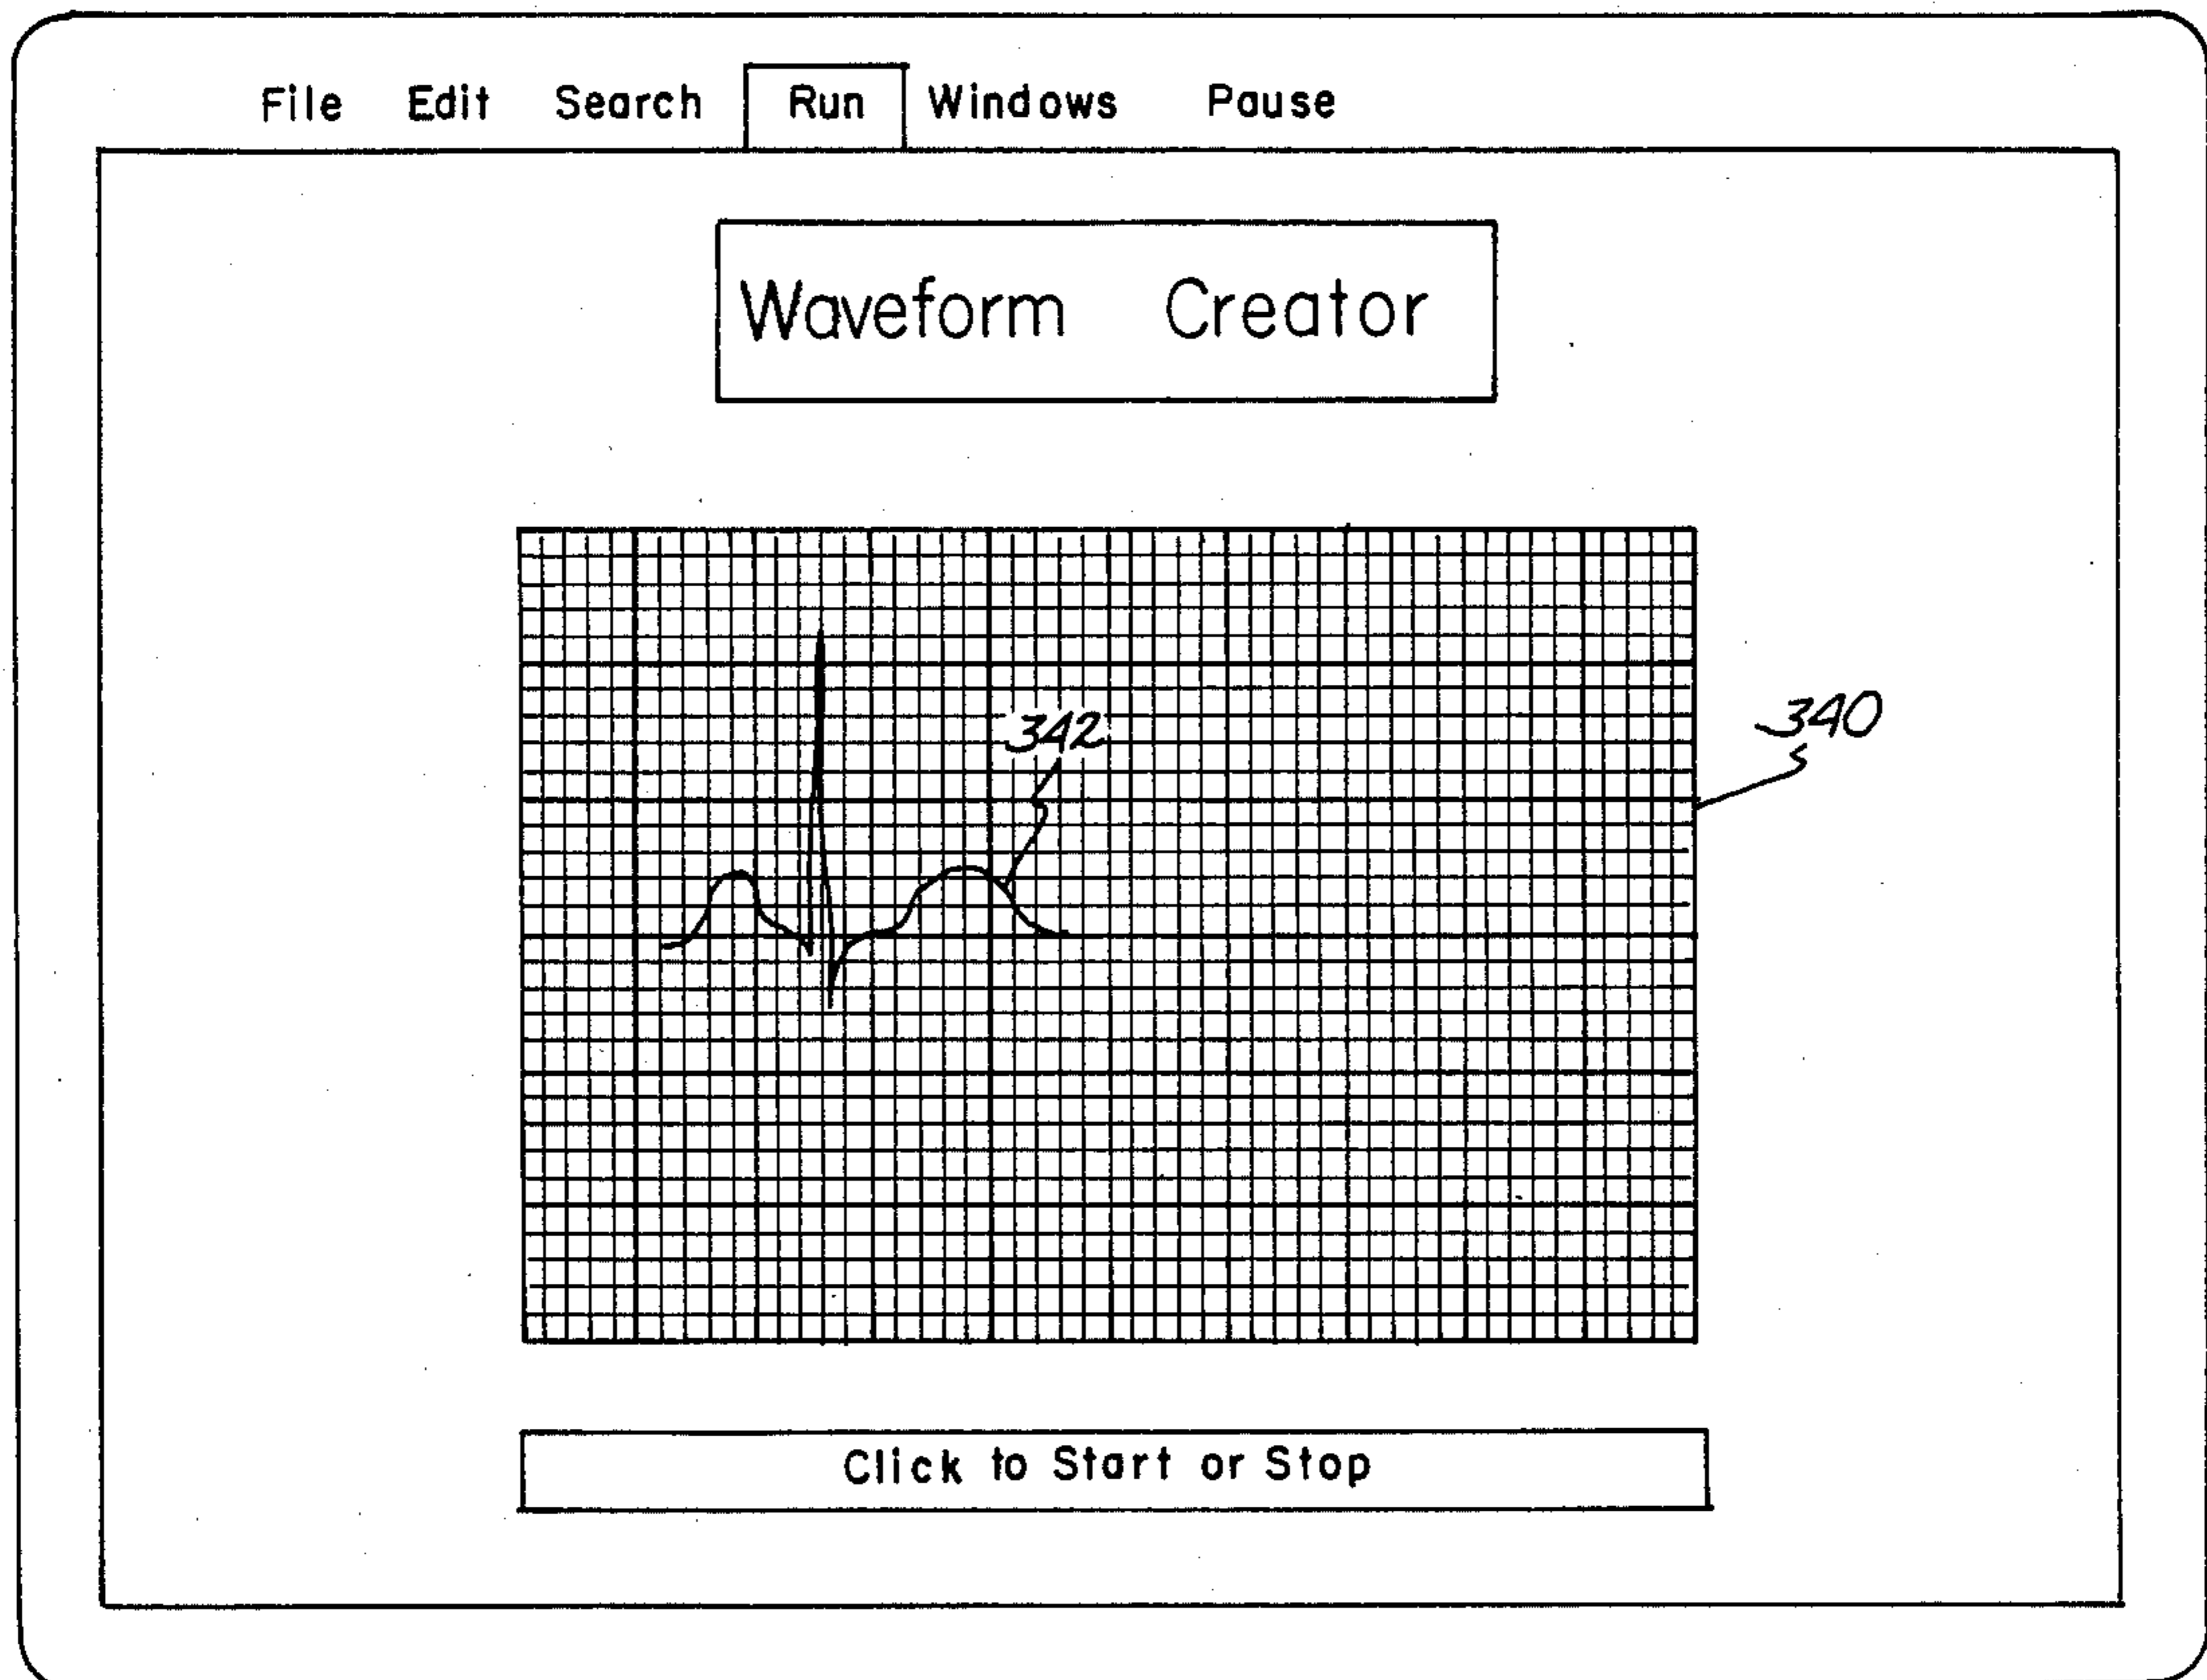 File Edit Search Run Windows Pause
Waveform Creator
342
340
Click to Start or Stop